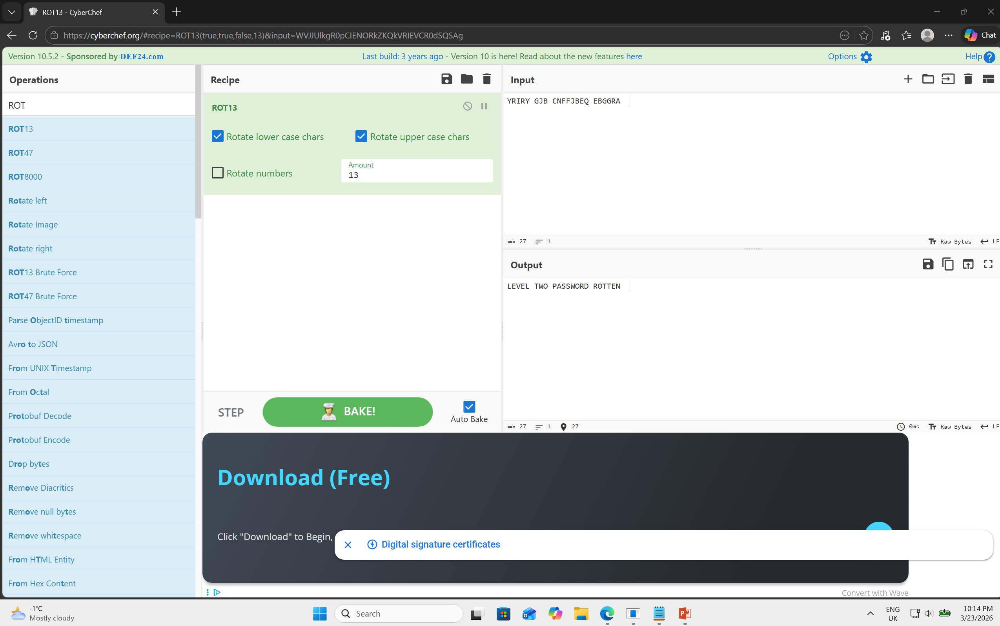 ROT13 - CyberChef
https://cyberchef.org/#recipe=ROT13(true,true,false,13)&input=WVJJUlkgR0pCIENORkZKQkVRIEVCR0dSQSAg
Chat
Version 10.5.2 - Sponsored by DEF24.com
Last build: 3 years ago - Version 10 is here! Read about the new features here
Options
Help
Operations
Recipe
Input
ROT
ROT13
ROT47
ROT8000
Rotate left
Rotate Image
Rotate right
ROT13 Brute Force
ROT47 Brute Force
Parse ObjectID timestamp
Avro to JSON
From UNIX Timestamp
From Octal
Protobuf Decode
Protobuf Encode
Drop bytes
Remove Diacritics
Remove null bytes
Remove whitespace
From HTML Entity
From Hex Content
ROT13
Rotate lower case chars
Rotate upper case chars
Rotate numbers
Amount
13
STEP
BAKE!
Auto Bake
YRIRY GJB CNFFJBEQ EBGGRA
ABC 27 1
Raw Bytes LF
Output
LEVEL TWO PASSWORD ROTTEN
ABC 27 1 27
0ms Raw Bytes LF
Download (Free)
Click "Download" to Begin,
Digital signature certificates
Convert with Wave
-1°C
Mostly cloudy
Search
ENG
UK
10:14 PM
3/23/2026